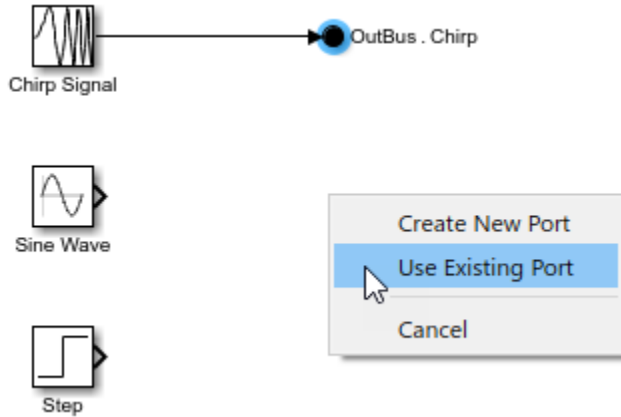 OutBus . Chirp
Chirp Signal
Sine Wave
Create New Port
Use Existing Port
Cancel
Step